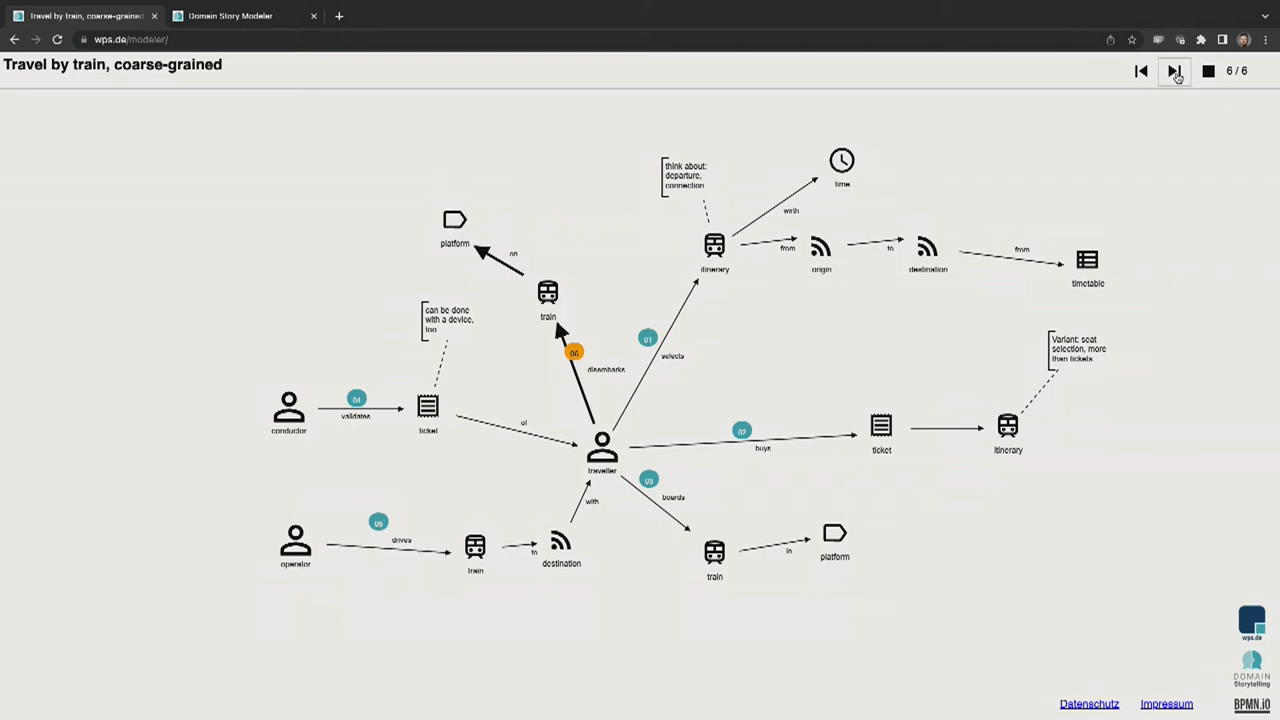 Travel by train, coarse-grained
Domain Story Modeler
wps.de/modeler/
Travel by train, coarse-grained
6 / 6
think about:
departure,
connection
time
wirth
platform
on
itinerary
from
origin
to
destination
from
timetable
train
can be done
with a device,
too
01
selects
06
disembarks
Variant: seat
selection, more
than tickets
04
validates
conductor
ticket
of
traveller
02
buys
ticket
itinerary
03
boards
with
05
drives
operator
train
to
destination
train
in
platform
wps.de
DOMAIN
Storytelling
Datenschutz
Impressum
BPMN.iO